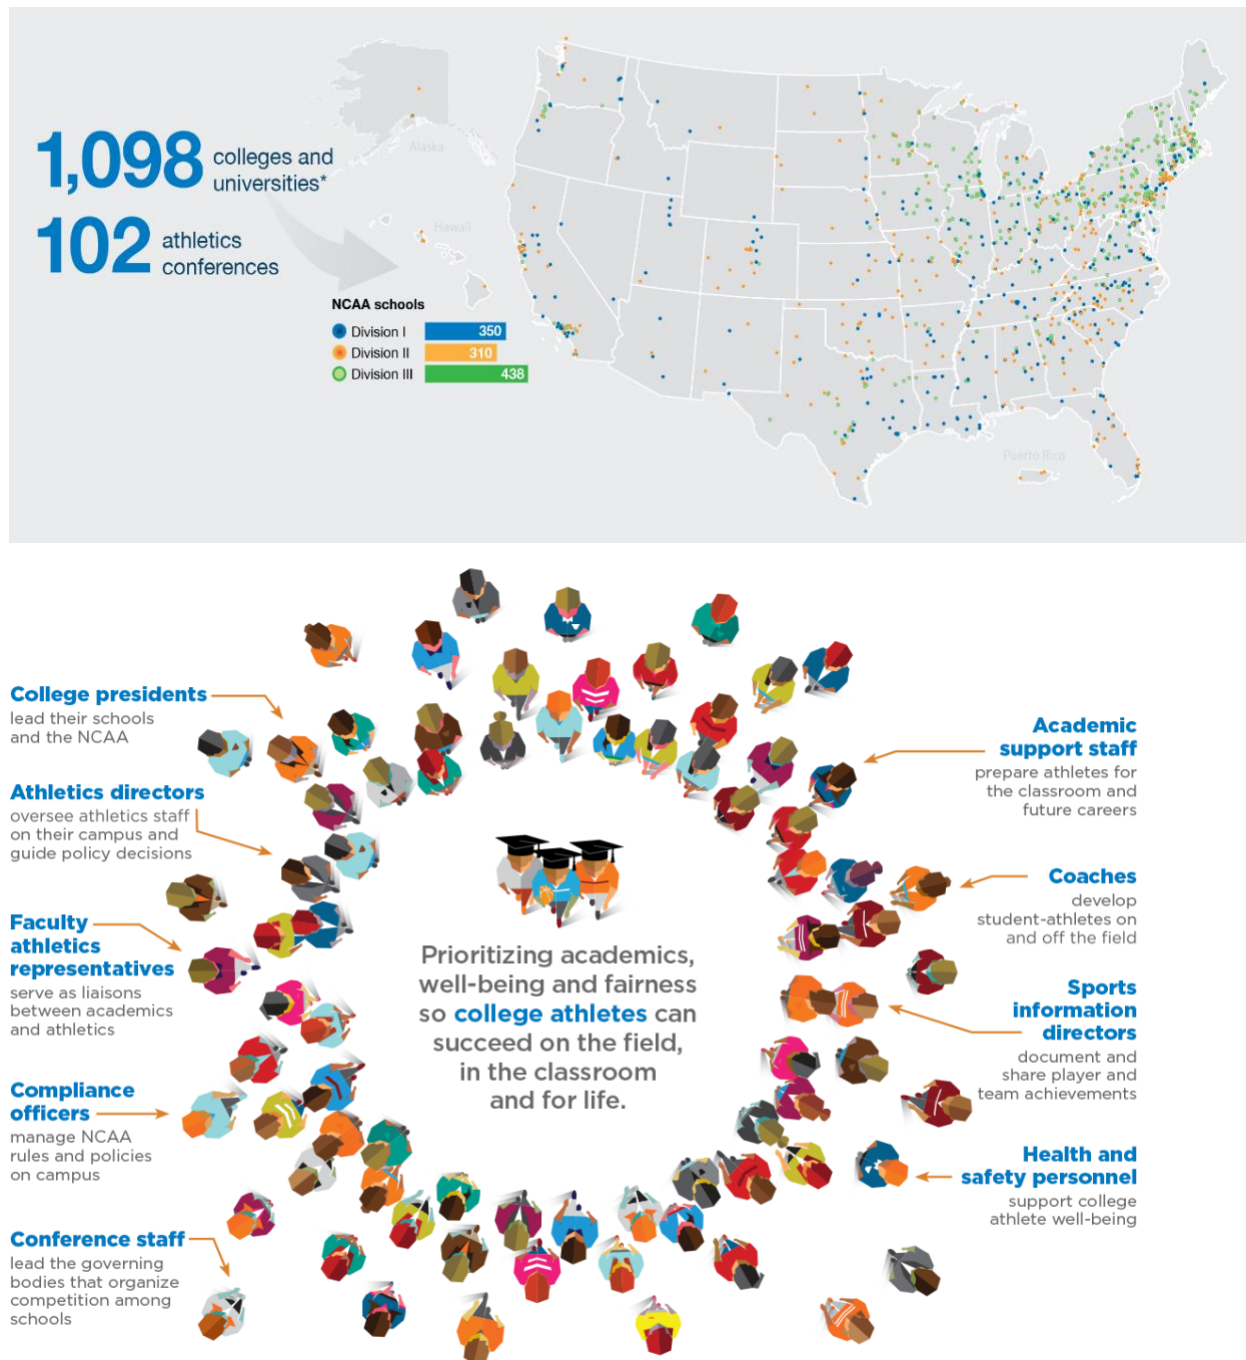 1,098 colleges and
universities*
102 athletics
conferences
Alaska
Hawaii
Puerto Rico
NCAA schools
Division I 350
Division II 310
Division III 438
College presidents
lead their schools
and the NCAA
Athletics directors
oversee athletics staff
on their campus and
guide policy decisions
Faculty
athletics
representatives
serve as liaisons
between academics
and athletics
Compliance
officers
manage NCAA
rules and policies
on campus
Conference staff
lead the governing
bodies that organize
competition among
schools
Prioritizing academics,
well-being and fairness
so college athletes can
succeed on the field,
in the classroom
and for life.
Academic
support staff
prepare athletes for
the classroom and
future careers
Coaches
develop
student-athletes on
and off the field
Sports
information
directors
document and
share player and
team achievements
Health and
safety personnel
support college
athlete well-being